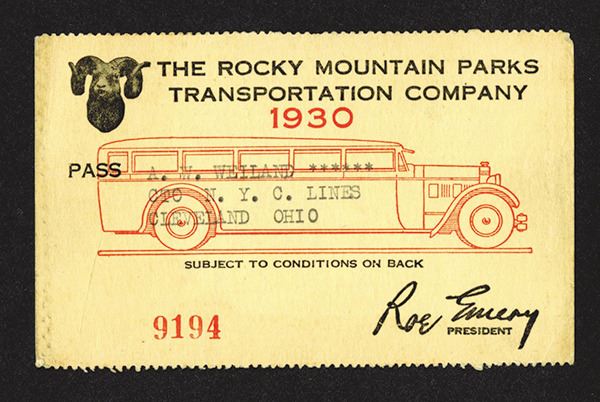 THE ROCKY MOUNTAIN PARKS
TRANSPORTATION COMPANY
1930
PASS A. W. WEILAND ******
CTC N. Y. C. LINES
CLEVELAND OHIO
SUBJECT TO CONDITIONS ON BACK
9194
Roe Emery
PRESIDENT